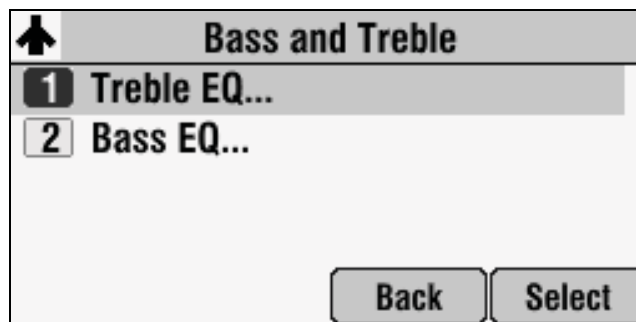 Bass and Treble
1 Treble EQ...
2 Bass EQ...
Back Select